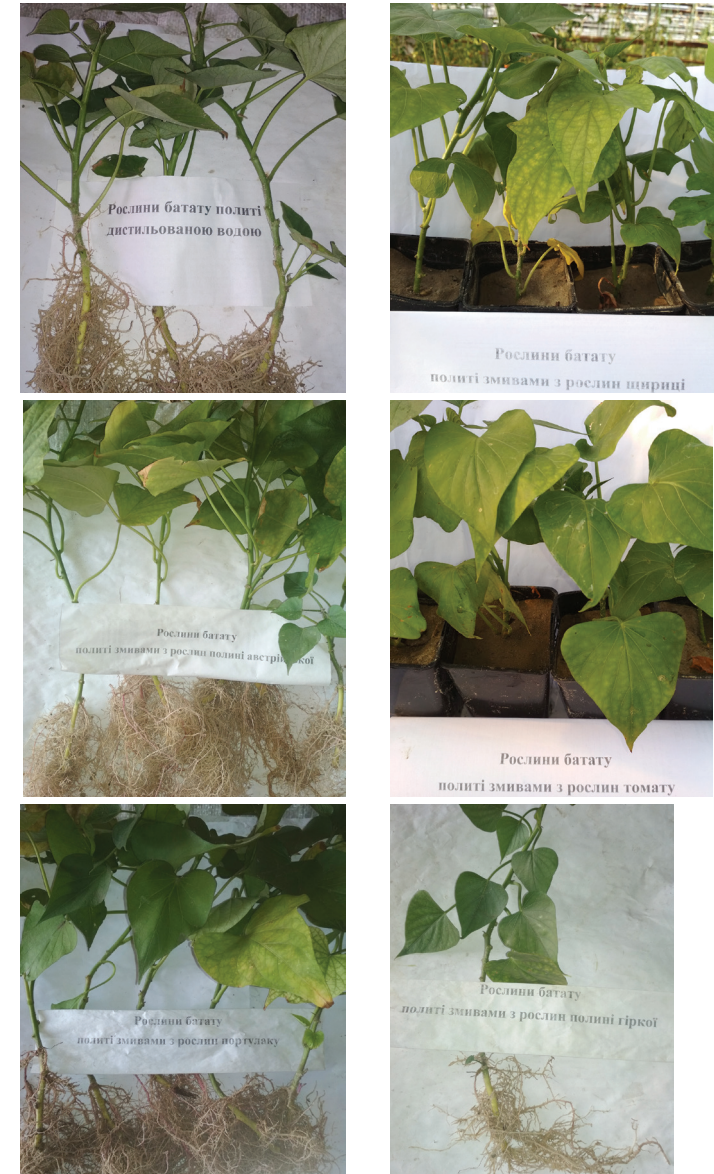 Рослини батату политі
дистильованою водою
Рослини батату
политі змивами з рослин щириці
Рослини батату
политі змивами з рослин полині австрійської
Рослини батату
политі змивами з рослин томату
Рослини батату
политі змивами з рослин портулаку
Рослини батату
политі змивами з рослин полині гіркої